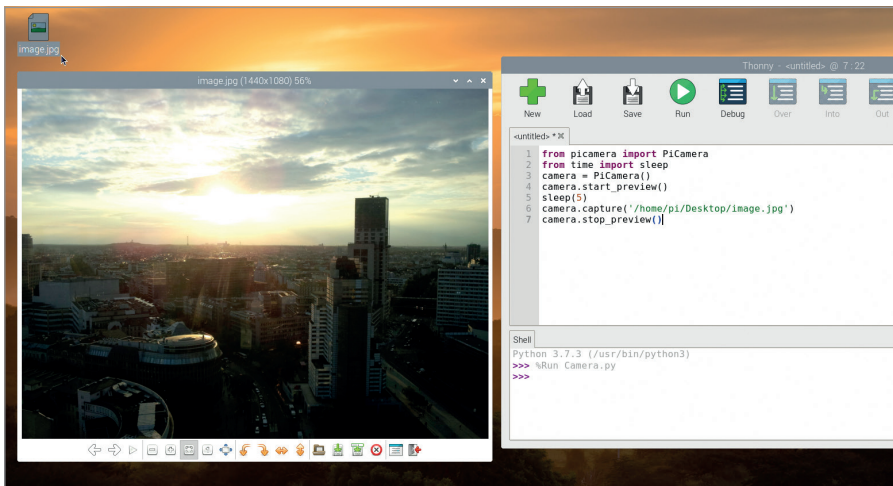 image.jpg
image.jpg (1440x1080) 56%
Thonny - <untitled> @ 7 : 22
New Load Save Run Debug Over Into Out
<untitled> *
1 from picamera import PiCamera
2 from time import sleep
3 camera = PiCamera()
4 camera.start_preview()
5 sleep(5)
6 camera.capture('/home/pi/Desktop/image.jpg')
7 camera.stop_preview()
Shell
Python 3.7.3 (/usr/bin/python3)
>>> %Run Camera.py
>>>